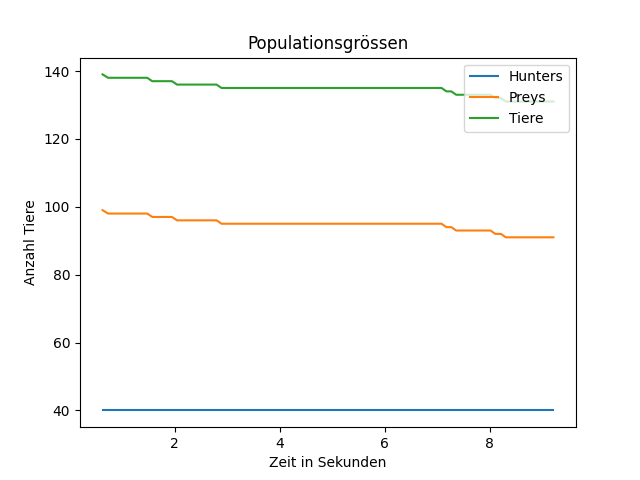 Populationsgrössen
Hunters
Preys
Tiere
Anzahl Tiere
140
120
100
80
60
40
2
4
6
8
Zeit in Sekunden